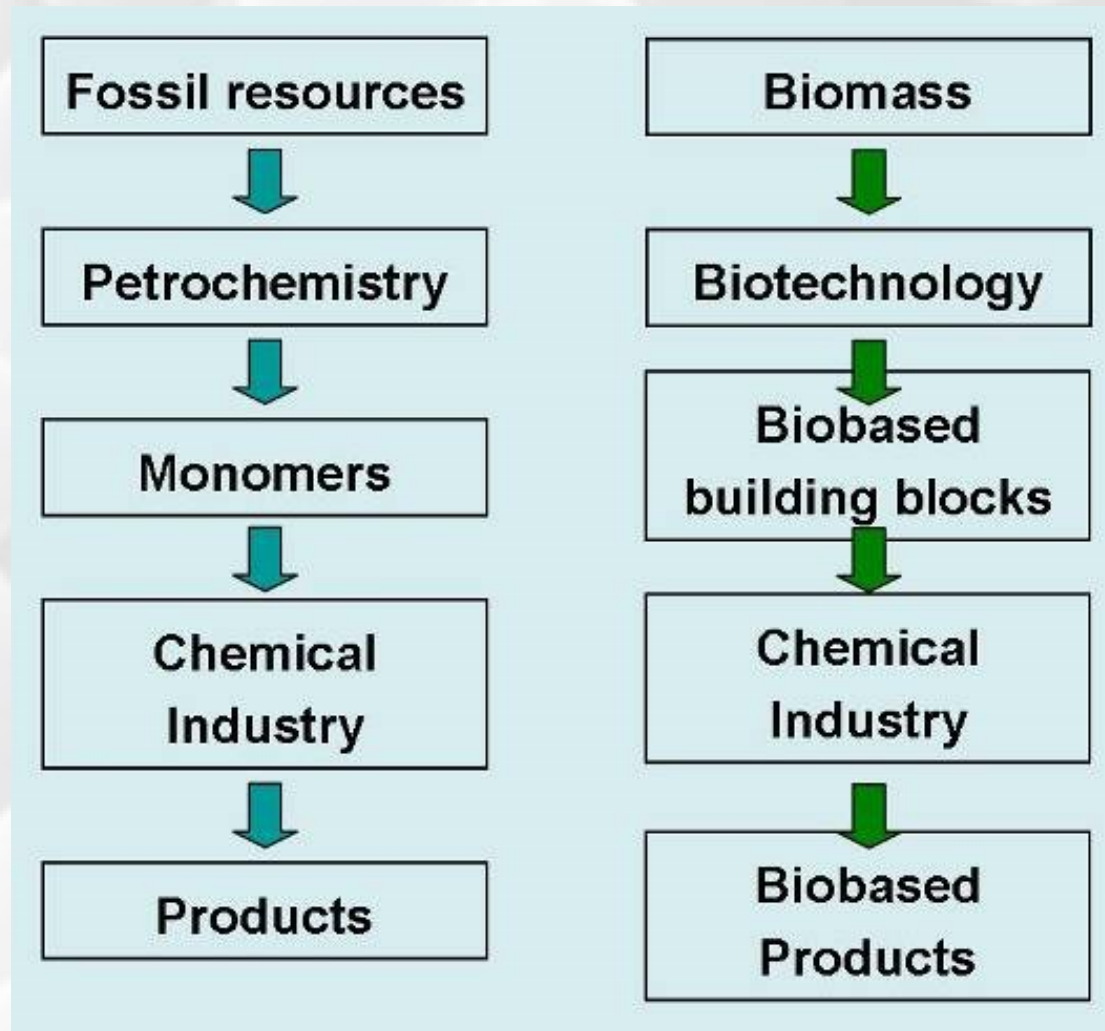 Fossil resources
Petrochemistry
Monomers
Chemical
Industry
Products
Biomass
Biotechnology
Biobased
building blocks
Chemical
Industry
Biobased
Products